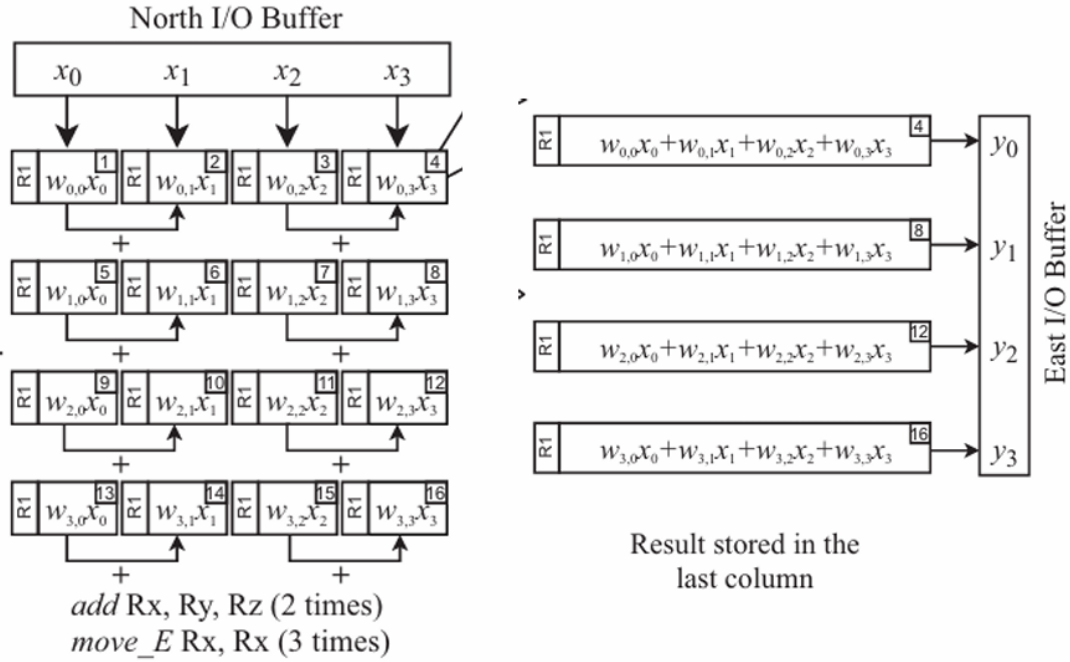 North I/O Buffer
x0 x1 x2 x3
R1 w0,0x0 1 R1 w0,1x1 2 R1 w0,2x2 3 R1 w0,3x3 4
+ +
R1 w1,0x0 5 R1 w1,1x1 6 R1 w1,2x2 7 R1 w1,3x3 8
+ +
R1 w2,0x0 9 R1 w2,1x1 10 R1 w2,2x2 11 R1 w2,3x3 12
+ +
R1 w3,0x0 13 R1 w3,1x1 14 R1 w3,2x2 15 R1 w3,3x3 16
+ +
add Rx, Ry, Rz (2 times)
move_E Rx, Rx (3 times)
R1 w0,0x0+w0,1x1+w0,2x2+w0,3x3 4 y0
R1 w1,0x0+w1,1x1+w1,2x2+w1,3x3 8 y1
R1 w2,0x0+w2,1x1+w2,2x2+w2,3x3 12 y2
R1 w3,0x0+w3,1x1+w3,2x2+w3,3x3 16 y3
East I/O Buffer
Result stored in the
last column